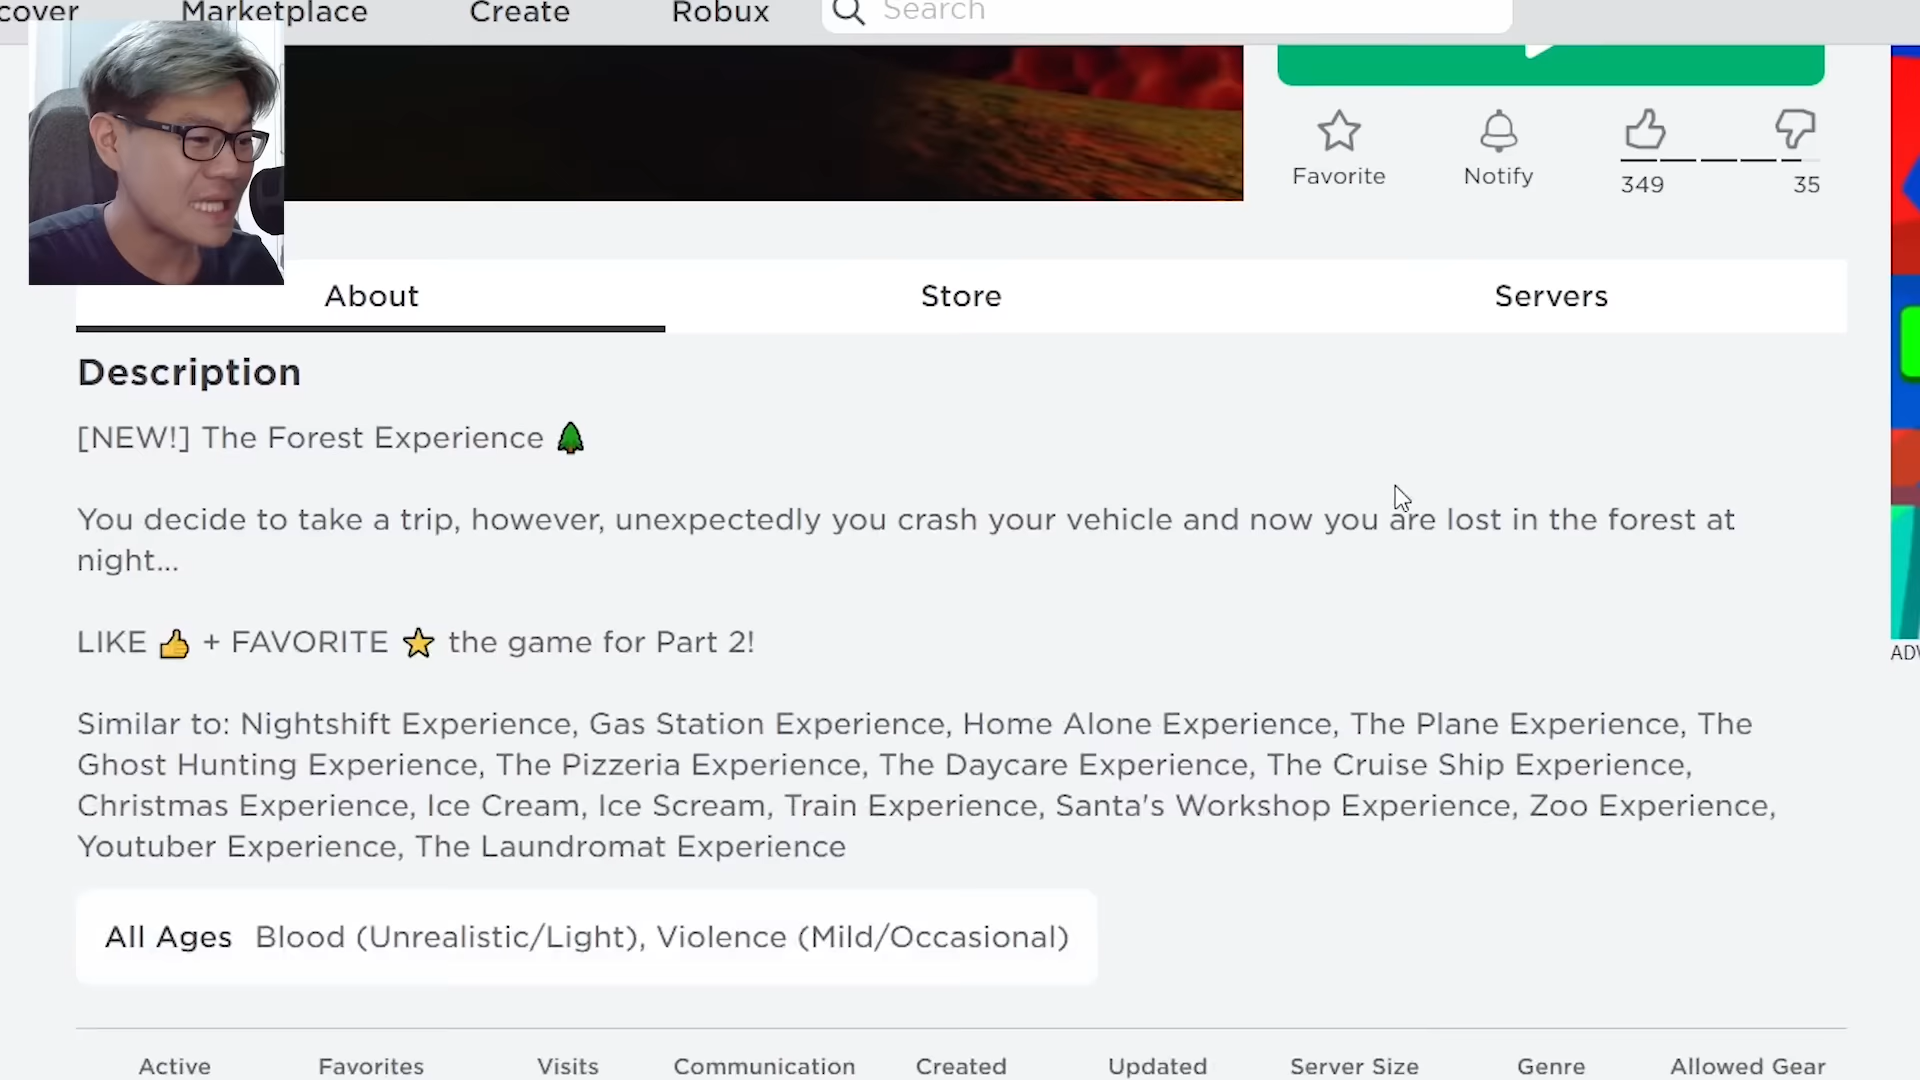 cover Marketplace Create Robux Search
Favorite Notify 349 35
About Store Servers
Description
[NEW!] The Forest Experience 🌲
You decide to take a trip, however, unexpectedly you crash your vehicle and now you are lost in the forest at
night...
LIKE 👍 + FAVORITE ⭐ the game for Part 2!
Similar to: Nightshift Experience, Gas Station Experience, Home Alone Experience, The Plane Experience, The
Ghost Hunting Experience, The Pizzeria Experience, The Daycare Experience, The Cruise Ship Experience,
Christmas Experience, Ice Cream, Ice Scream, Train Experience, Santa's Workshop Experience, Zoo Experience,
Youtuber Experience, The Laundromat Experience
All Ages Blood (Unrealistic/Light), Violence (Mild/Occasional)
ADV
Active Favorites Visits Communication Created Updated Server Size Genre Allowed Gear